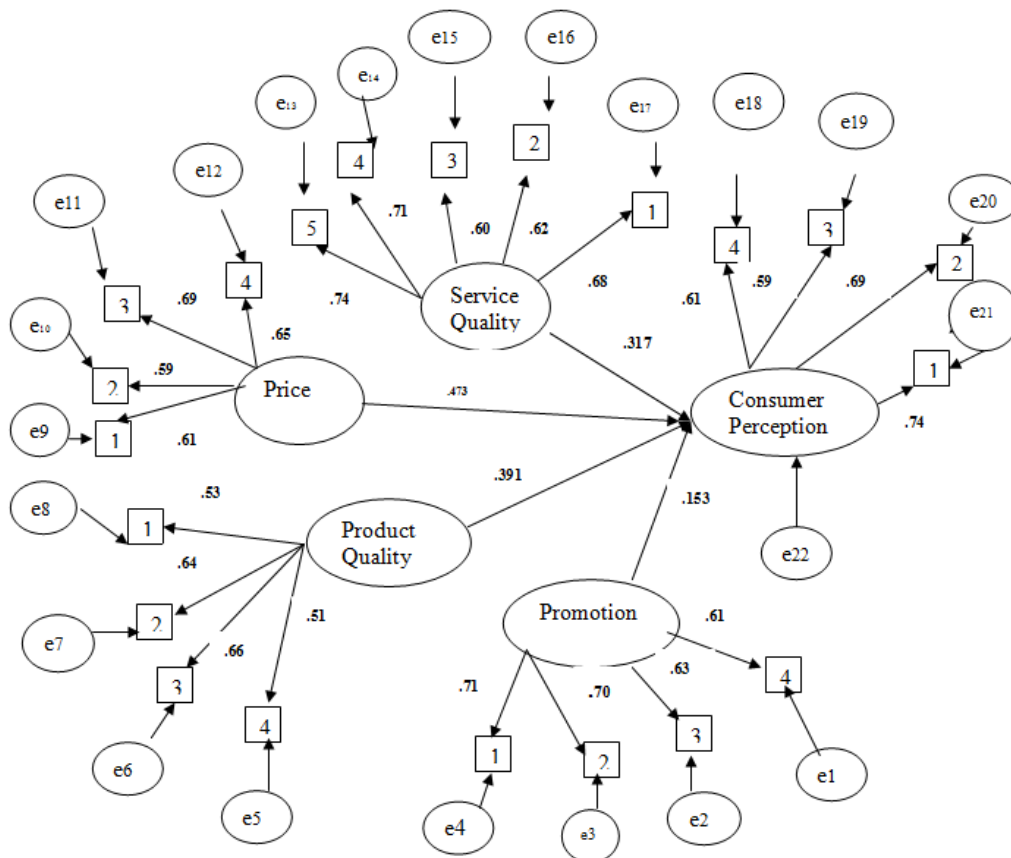 e15
e16
e14
e13
e17
e18
e19
e12
e11
4
3
2
e20
5
.71
.60
.62
1
3
4
2
4
3
.69
.74
Service
Quality
.68
.61
.59
.69
e21
e10
.65
.317
2
.59
Price
.473
1
Consumer
Perception
.74
e9
1
.61
.391
.53
.153
e8
1
Product
Quality
e22
.64
.51
Promotion
.61
2
e7
.66
.63
3
.71
.70
4
4
3
1
2
e6
e1
e5
e4
e3
e2